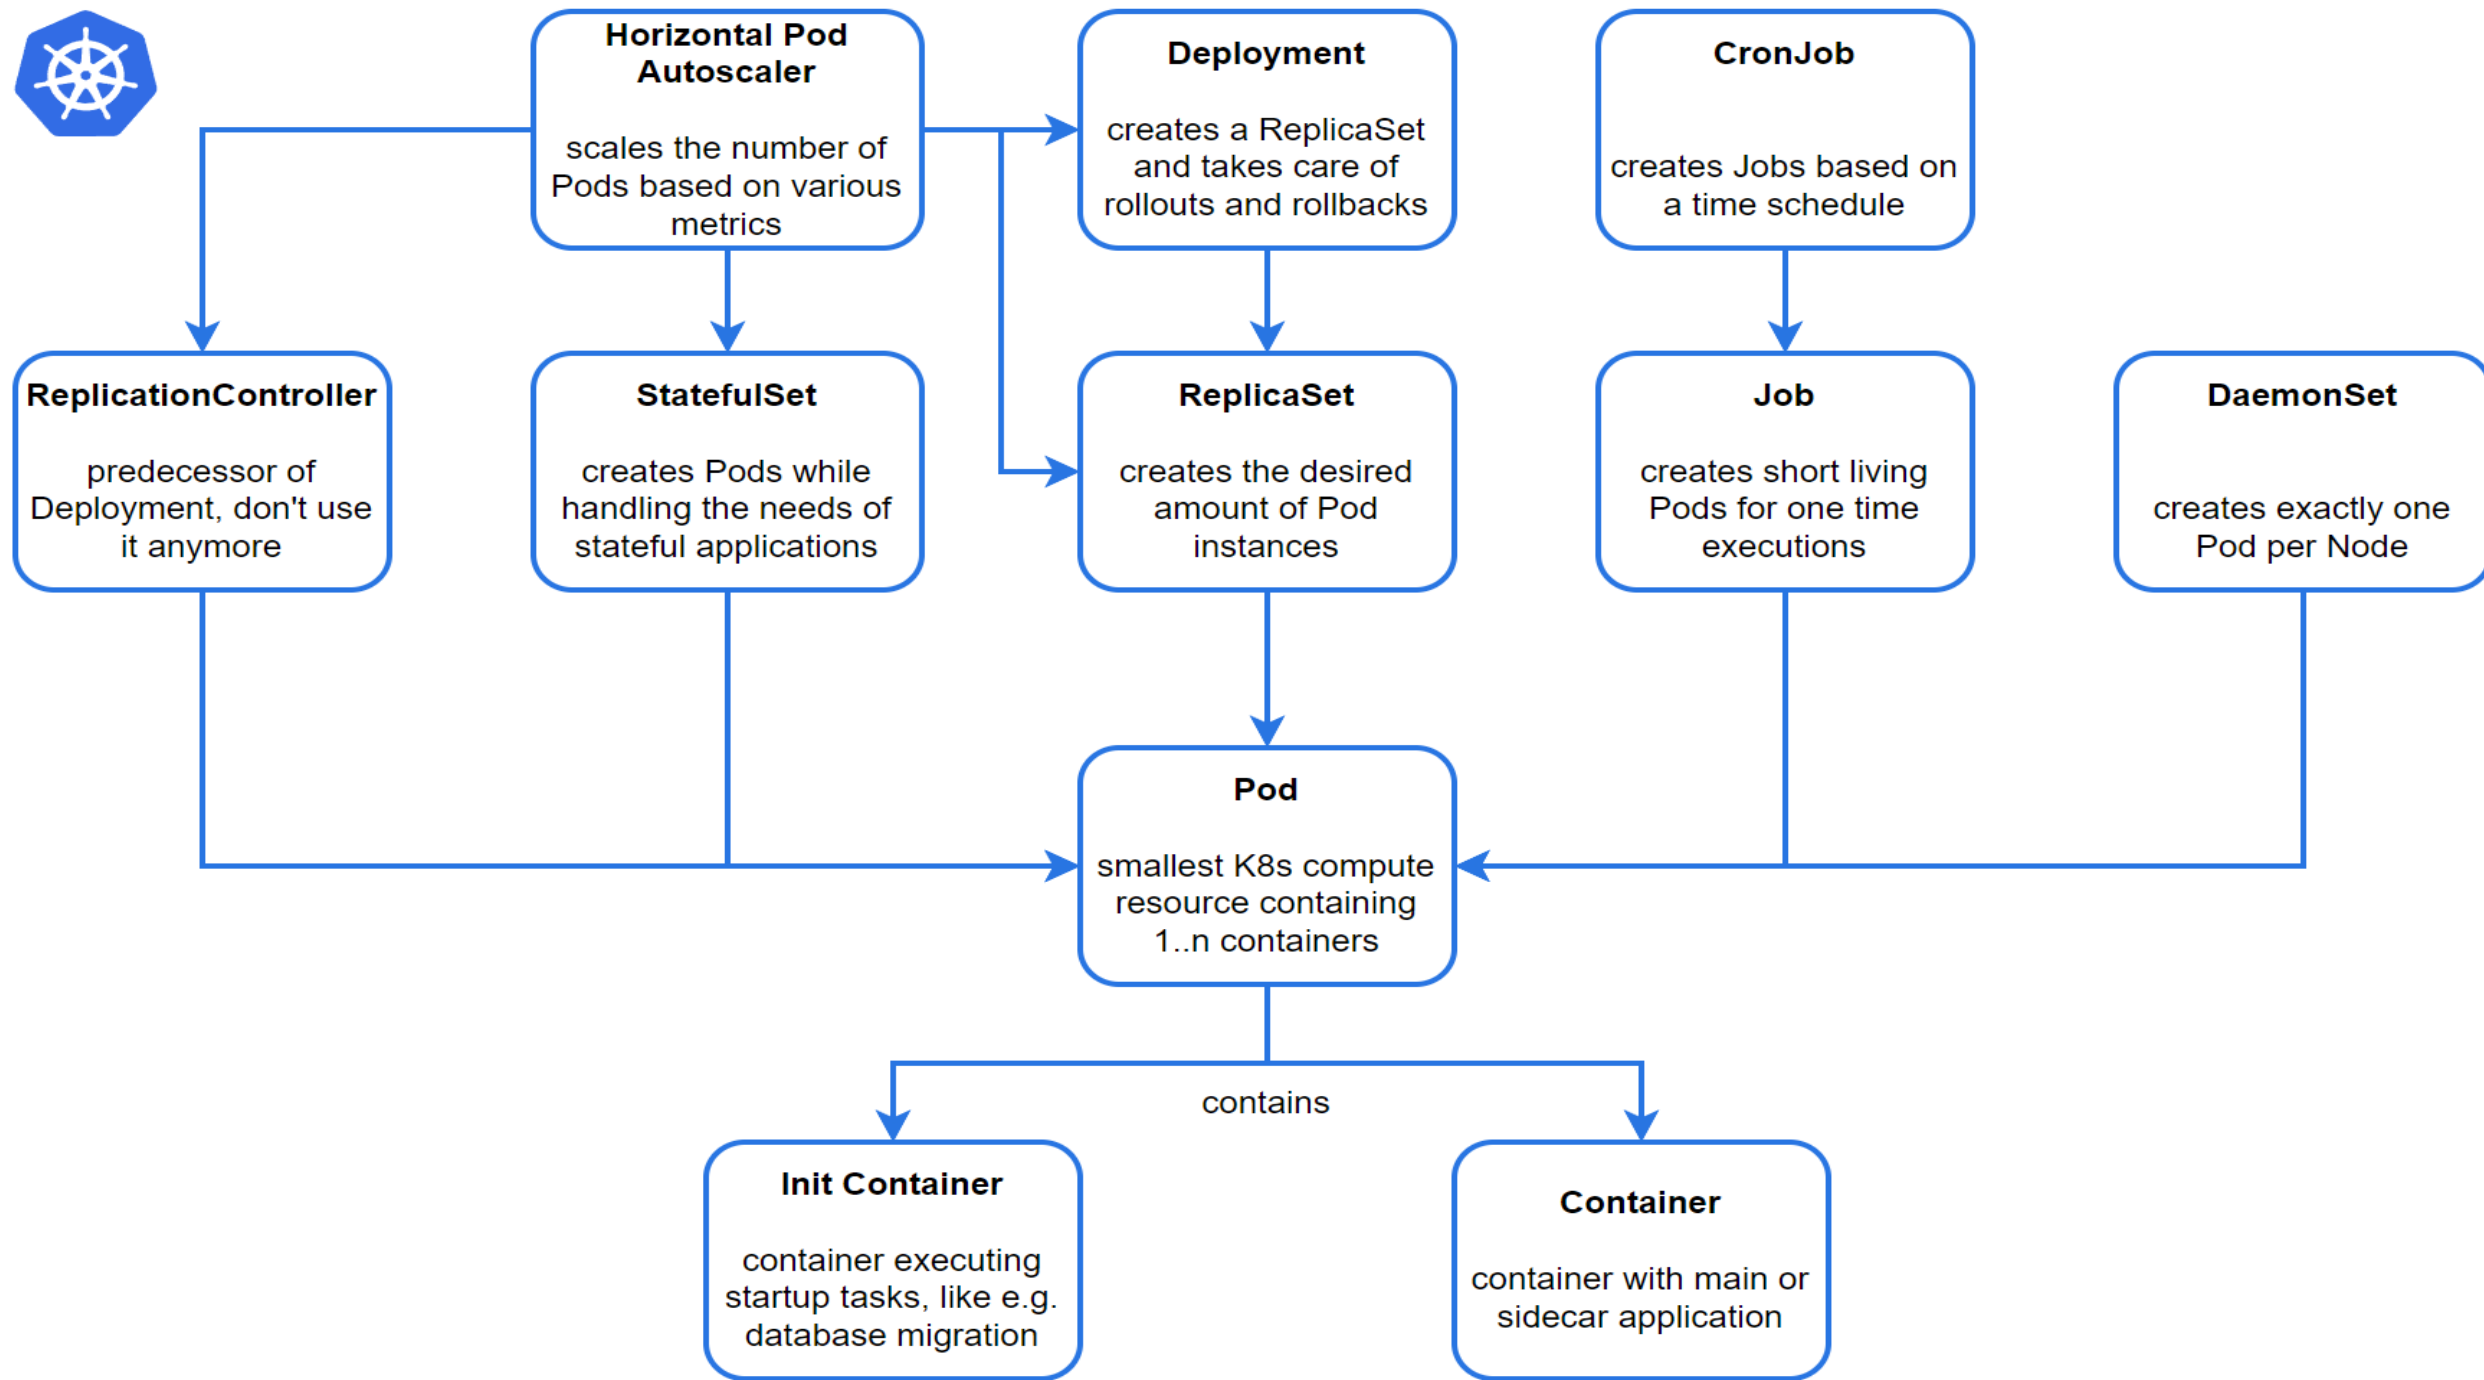 Horizontal Pod
Autoscaler
scales the number of
Pods based on various
metrics
Deployment
creates a ReplicaSet
and takes care of
rollouts and rollbacks
CronJob
creates Jobs based on
a time schedule
ReplicationController
predecessor of
Deployment, don't use
it anymore
StatefulSet
creates Pods while
handling the needs of
stateful applications
ReplicaSet
creates the desired
amount of Pod
instances
Job
creates short living
Pods for one time
executions
DaemonSet
creates exactly one
Pod per Node
Pod
smallest K8s compute
resource containing
1..n containers
contains
Init Container
container executing
startup tasks, like e.g.
database migration
Container
container with main or
sidecar application